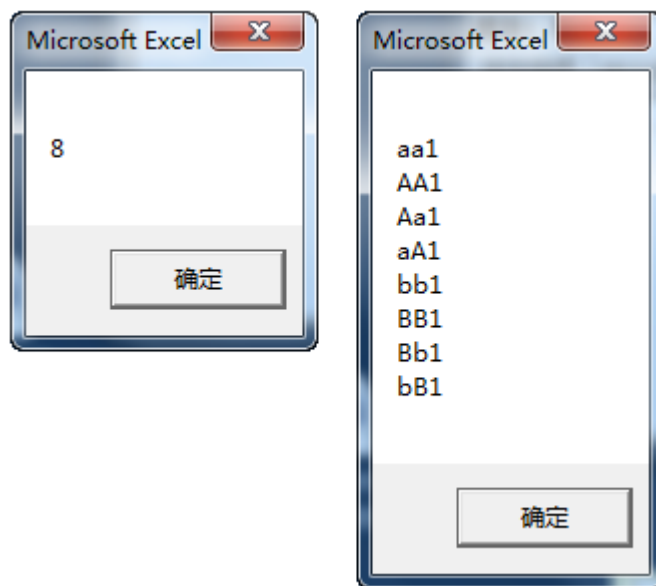 Microsoft Excel
8
确定
Microsoft Excel
aa1
AA1
Aa1
aA1
bb1
BB1
Bb1
bB1
确定